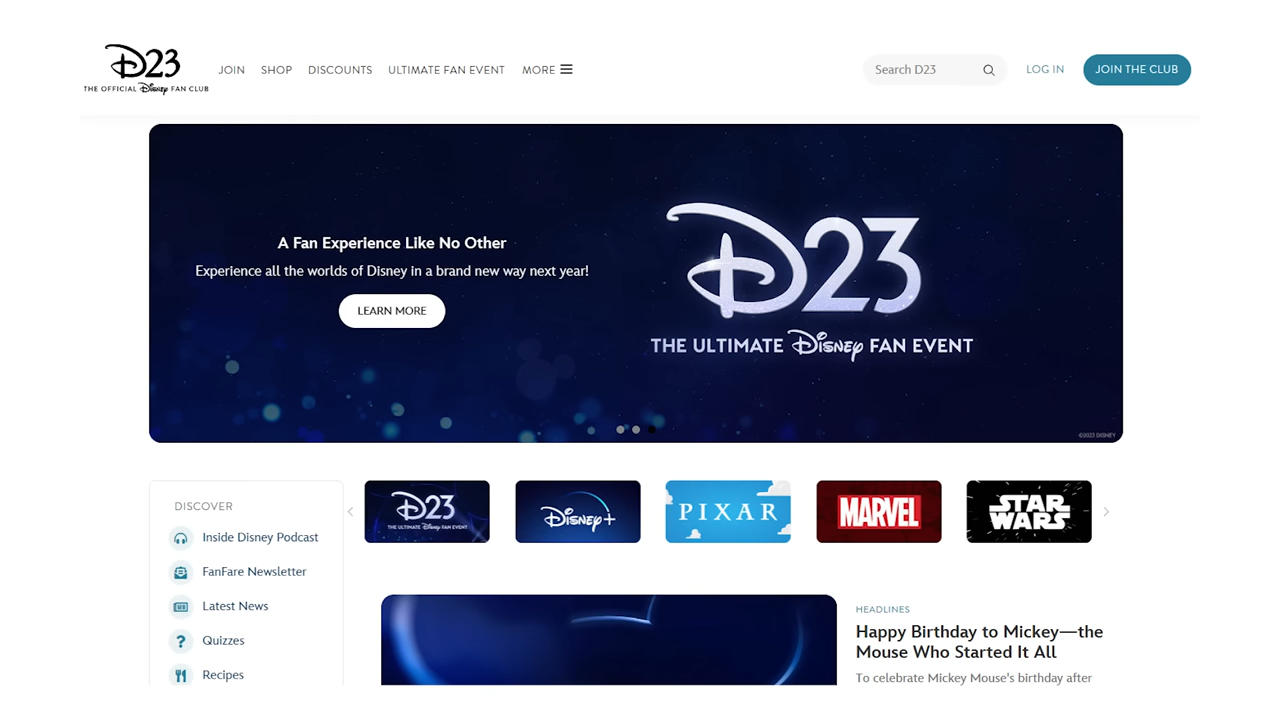 D23
THE OFFICIAL Disney FAN CLUB
JOIN SHOP DISCOUNTS ULTIMATE FAN EVENT MORE
Search D23
LOG IN
JOIN THE CLUB
A Fan Experience Like No Other
Experience all the worlds of Disney in a brand new way next year!
LEARN MORE
D23
THE ULTIMATE Disney FAN EVENT
©2023 DISNEY
DISCOVER
Inside Disney Podcast
FanFare Newsletter
Latest News
Quizzes
Recipes
D23
THE ULTIMATE Disney FAN EVENT
Disney+
PIXAR
MARVEL
STAR
WARS
HEADLINES
Happy Birthday to Mickey—the
Mouse Who Started It All
To celebrate Mickey Mouse's birthday after